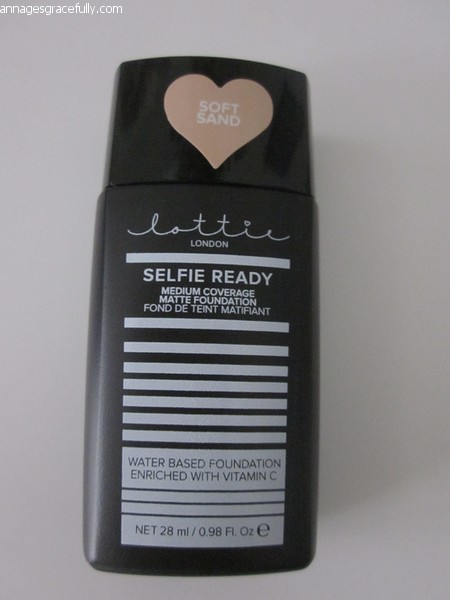 annagesgracefully.com
SOFT
SAND
lottie
LONDON
SELFIE READY
MEDIUM COVERAGE
MATTE FOUNDATION
FOND DE TEINT MATIFIANT
WATER BASED FOUNDATION
ENRICHED WITH VITAMIN C
NET 28 ml / 0.98 Fl. Oz ℮